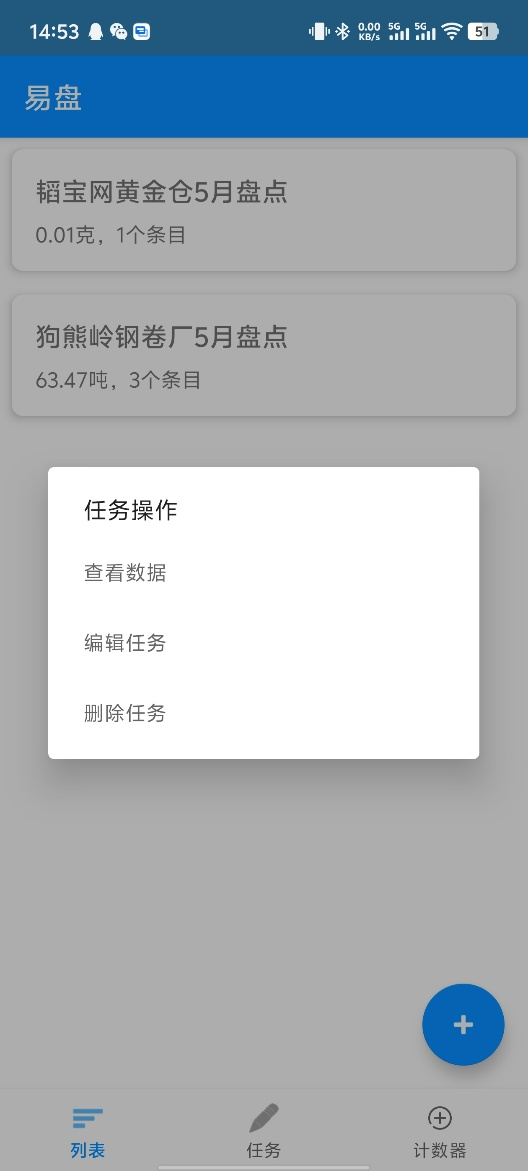 14:53
0.00
KB/s
5G
5G
51
易盘
韬宝网黄金仓5月盘点
0.01克，1个条目
狗熊岭钢卷厂5月盘点
63.47吨，3个条目
任务操作
查看数据
编辑任务
删除任务
列表
任务
计数器